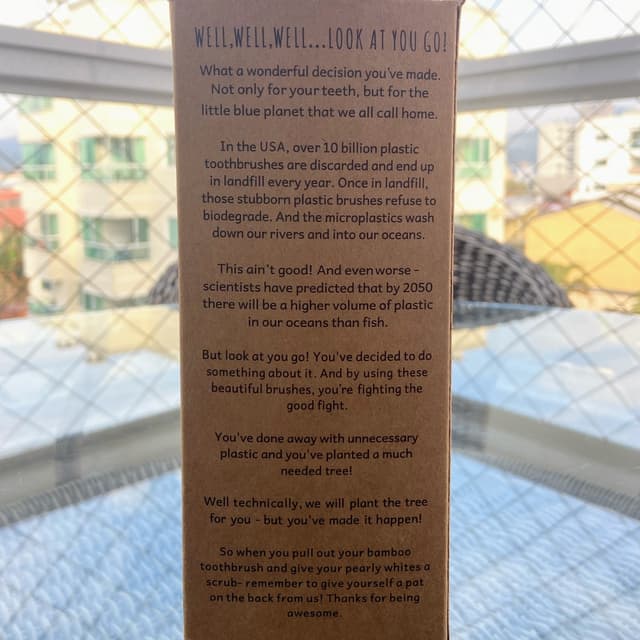 WELL,WELL,WELL...LOOK AT YOU GO!
What a wonderful decision you've made.
Not only for your teeth, but for the
little blue planet that we all call home.
In the USA, over 10 billion plastic
toothbrushes are discarded and end up
in landfill every year. Once in landfill,
those stubborn plastic brushes refuse to
biodegrade. And the microplastics wash
down our rivers and into our oceans.
This ain't good! And even worse -
scientists have predicted that by 2050
there will be a higher volume of plastic
in our oceans than fish.
But look at you go! You've decided to do
something about it. And by using these
beautiful brushes, you're fighting the
good fight.
You've done away with unnecessary
plastic and you've planted a much
needed tree!
Well technically, we will plant the tree
for you - but you've made it happen!
So when you pull out your bamboo
toothbrush and give your pearly whites a
scrub- remember to give yourself a pat
on the back from us! Thanks for being
awesome.